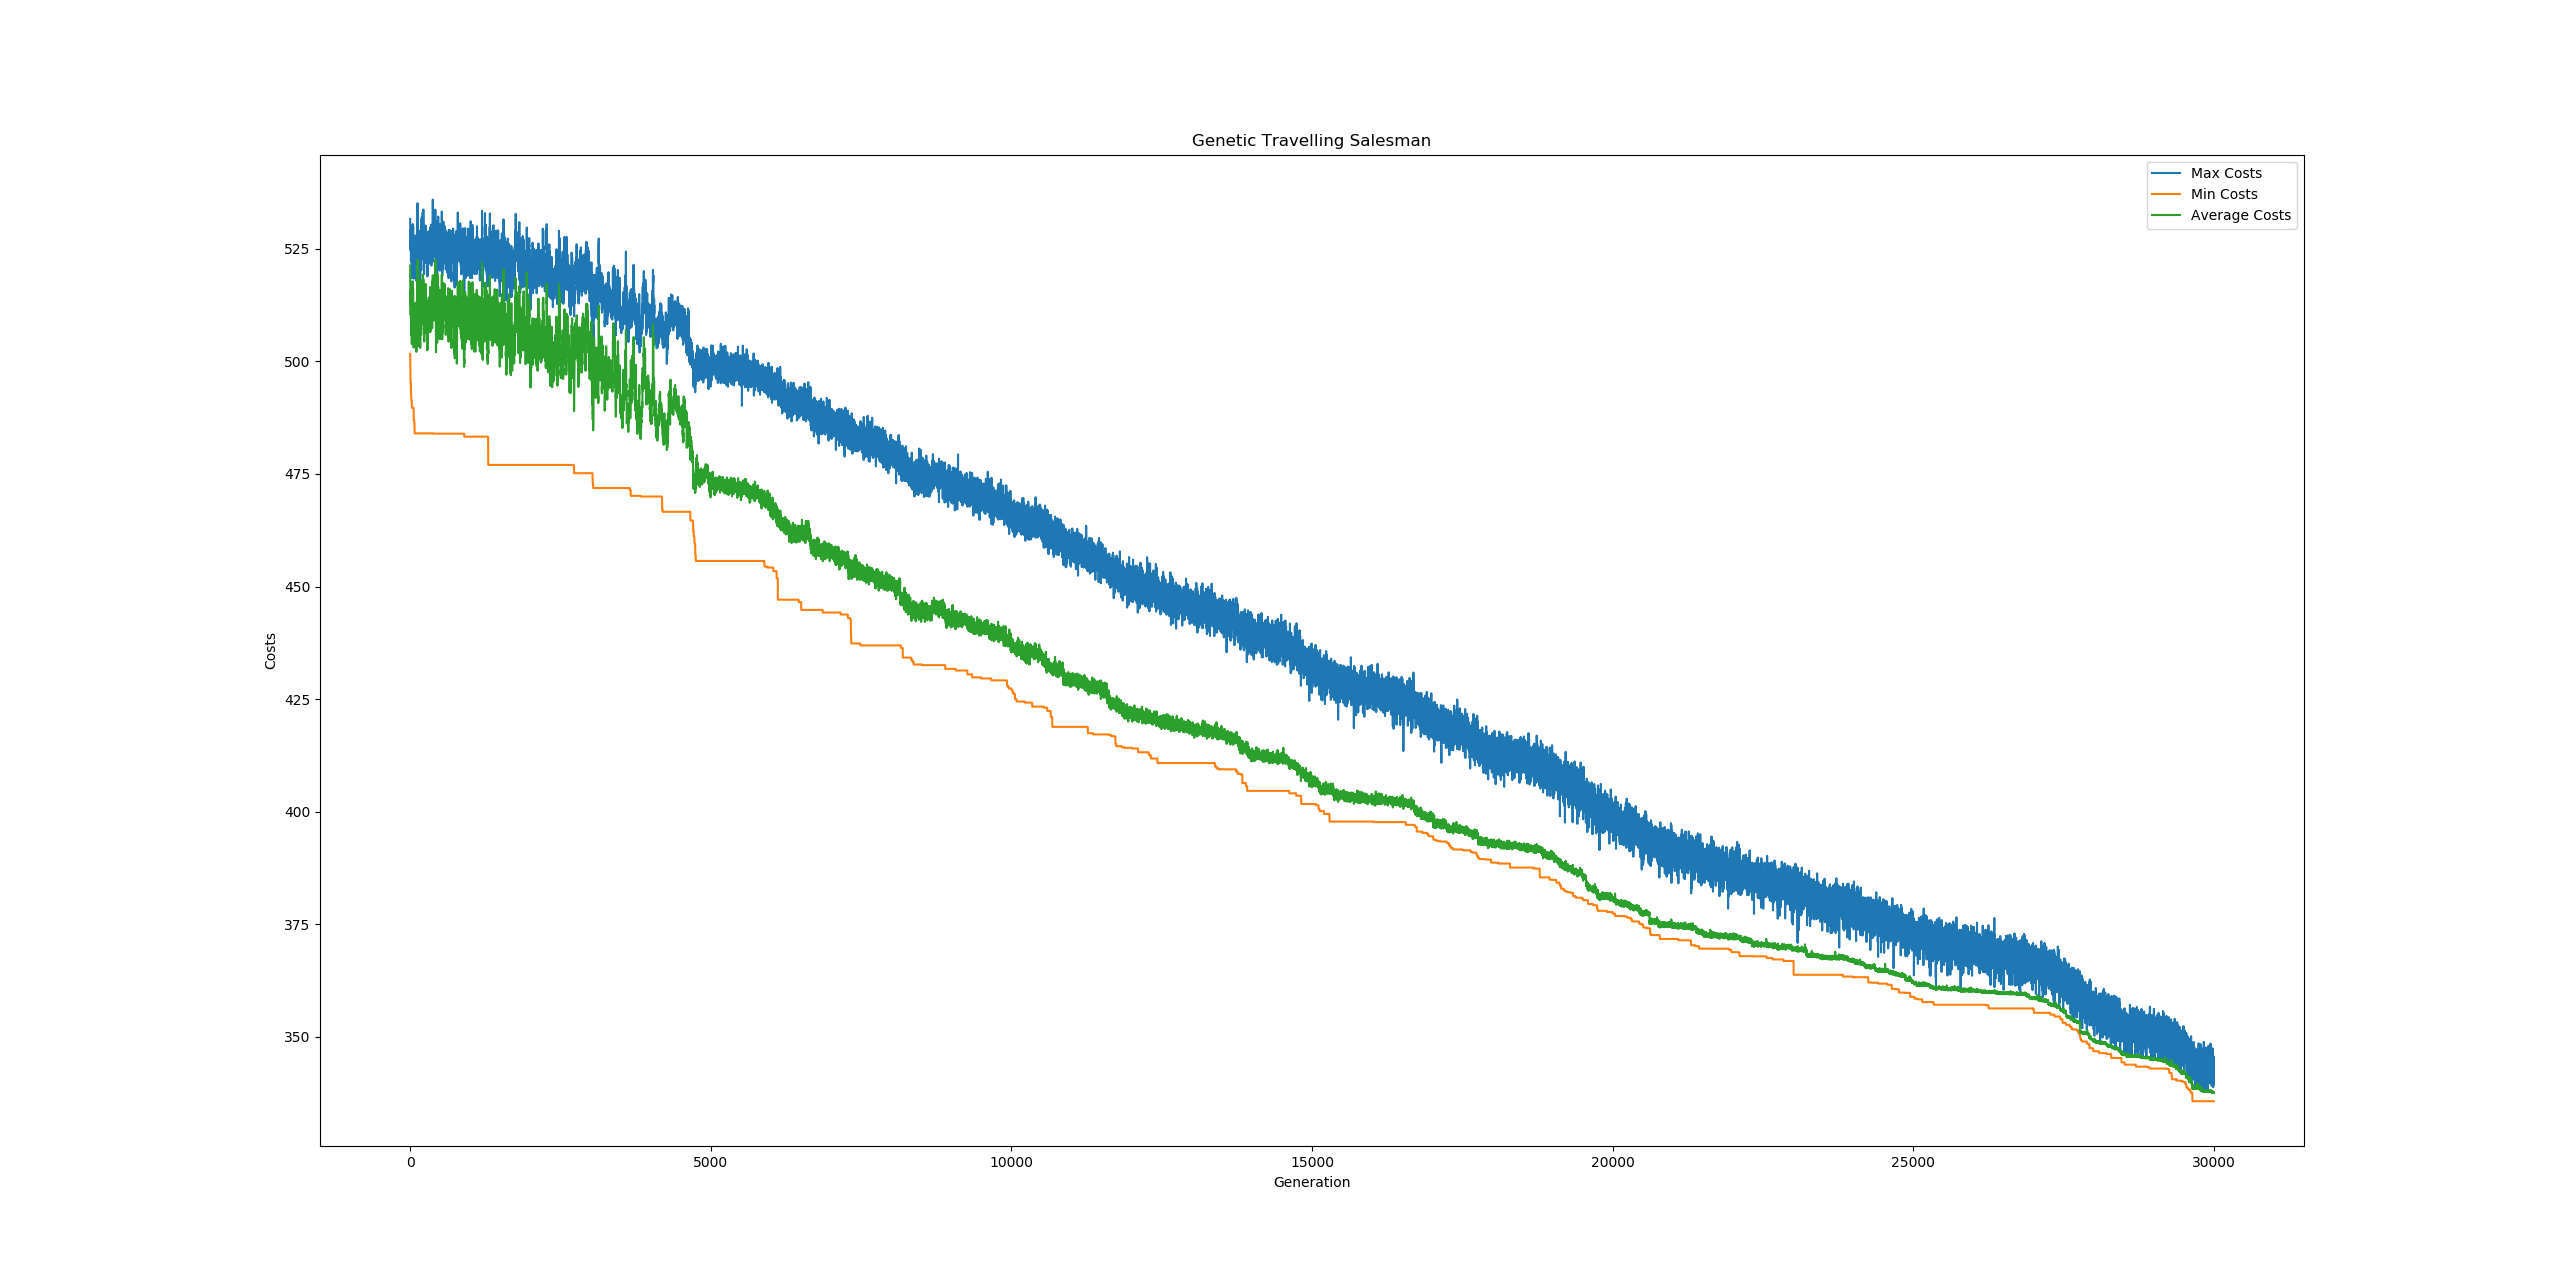 Genetic Travelling Salesman
Max Costs
Min Costs
Average Costs
525
500
475
450
425
400
375
350
Costs
0 5000 10000 15000 20000 25000 30000
Generation